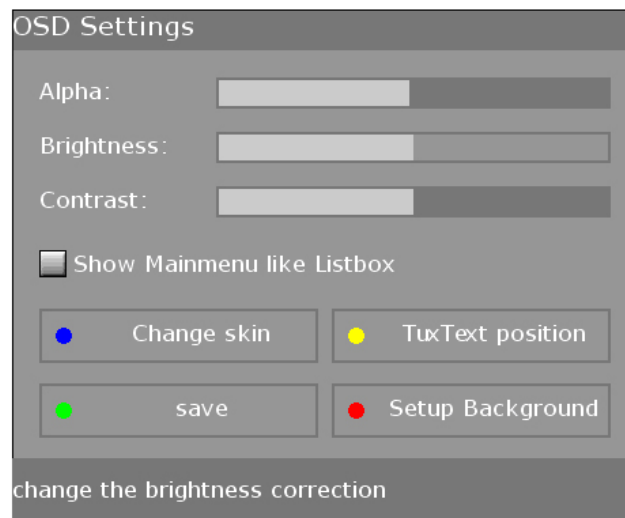 OSD Settings
Alpha:
Brightness:
Contrast:
Show Mainmenu like Listbox
Change skin
TuxText position
save
Setup Background
change the brightness correction